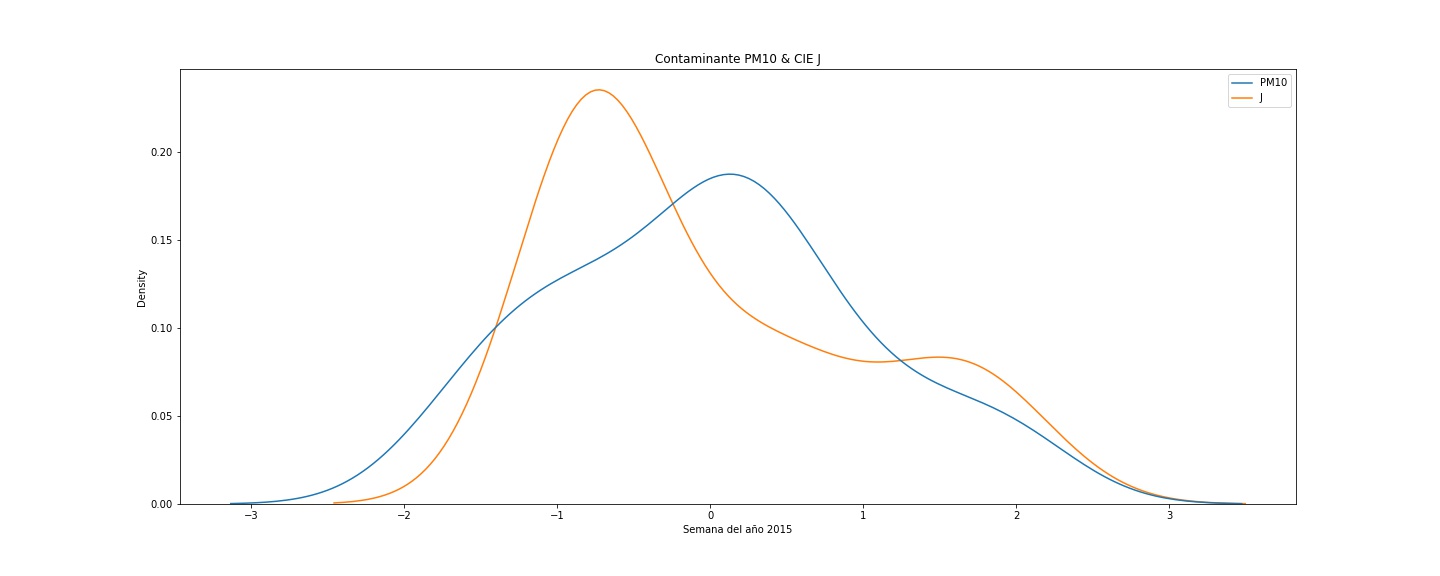 Contaminante PM10 & CIE J
PM10
J
0.20
0.15
0.10
0.05
0.00
Density
−3 −2 −1 0 1 2 3
Semana del año 2015